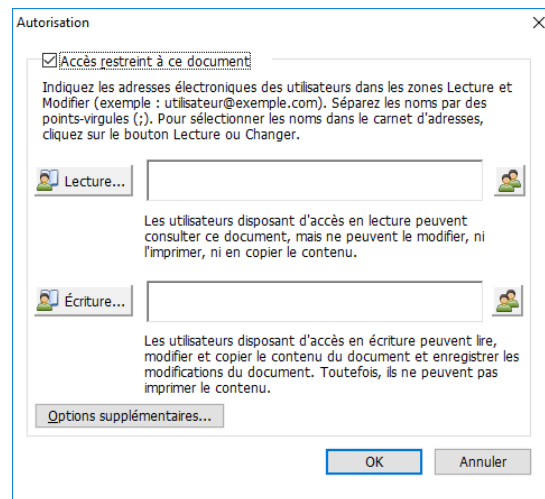 Autorisation
Accès restreint à ce document
Indiquez les adresses électroniques des utilisateurs dans les zones Lecture et
Modifier (exemple : utilisateur@exemple.com). Séparez les noms par des
points-virgules (;). Pour sélectionner les noms dans le carnet d'adresses,
cliquez sur le bouton Lecture ou Changer.
Lecture...
Les utilisateurs disposant d'accès en lecture peuvent
consulter ce document, mais ne peuvent le modifier, ni
l'imprimer, ni en copier le contenu.
Écriture...
Les utilisateurs disposant d'accès en écriture peuvent lire,
modifier et copier le contenu du document et enregistrer les
modifications du document. Toutefois, ils ne peuvent pas
imprimer le contenu.
Options supplémentaires...
OK Annuler